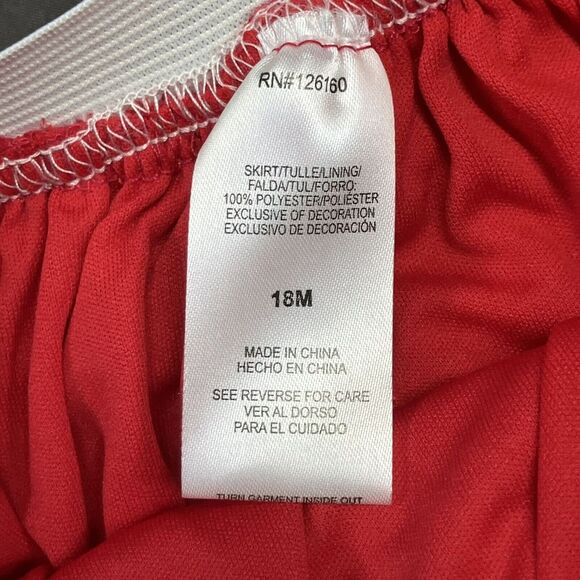 RN#126160
SKIRT/TULLE/LINING/
FALDA/TUL/FORRO:
100% POLYESTER/POLIÉSTER
EXCLUSIVE OF DECORATION
EXCLUSIVO DE DECORACIÓN
18M
MADE IN CHINA
HECHO EN CHINA
SEE REVERSE FOR CARE
VER AL DORSO
PARA EL CUIDADO
TURN GARMENT INSIDE OUT